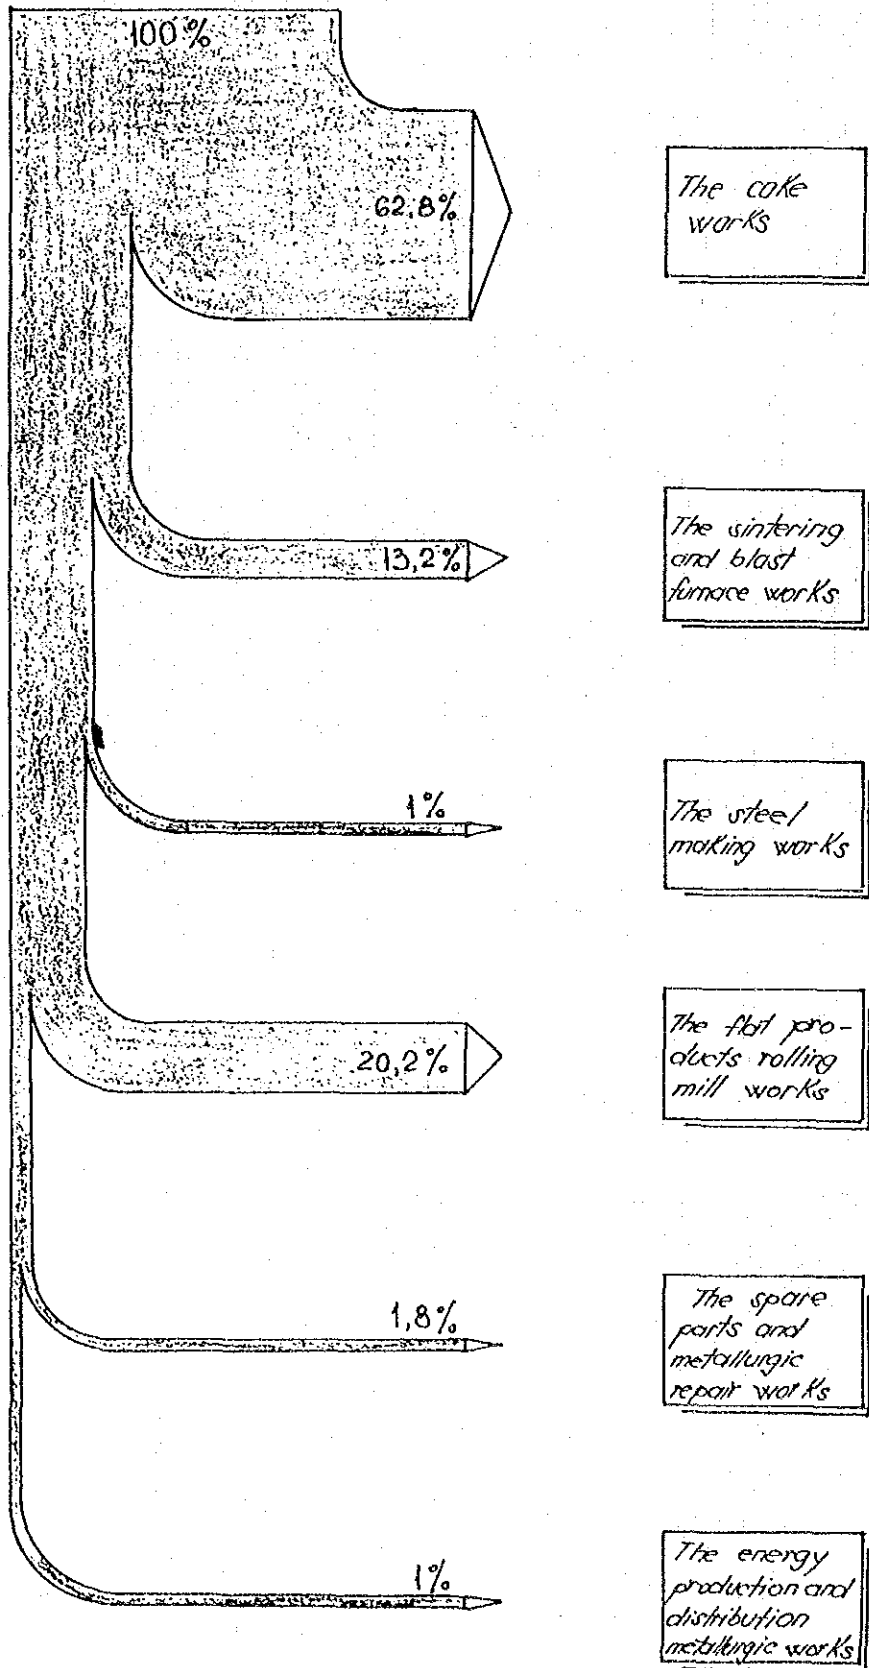 100%
62,8%
The coke
works
13,2%
The sintering
and blast
furnace works
1%
The steel
making works
20,2%
The flat pro-
ducts rolling
mill works
1,8%
The spare
parts and
metallurgic
repair works
1%
The energy
production and
distribution
metallurgic works